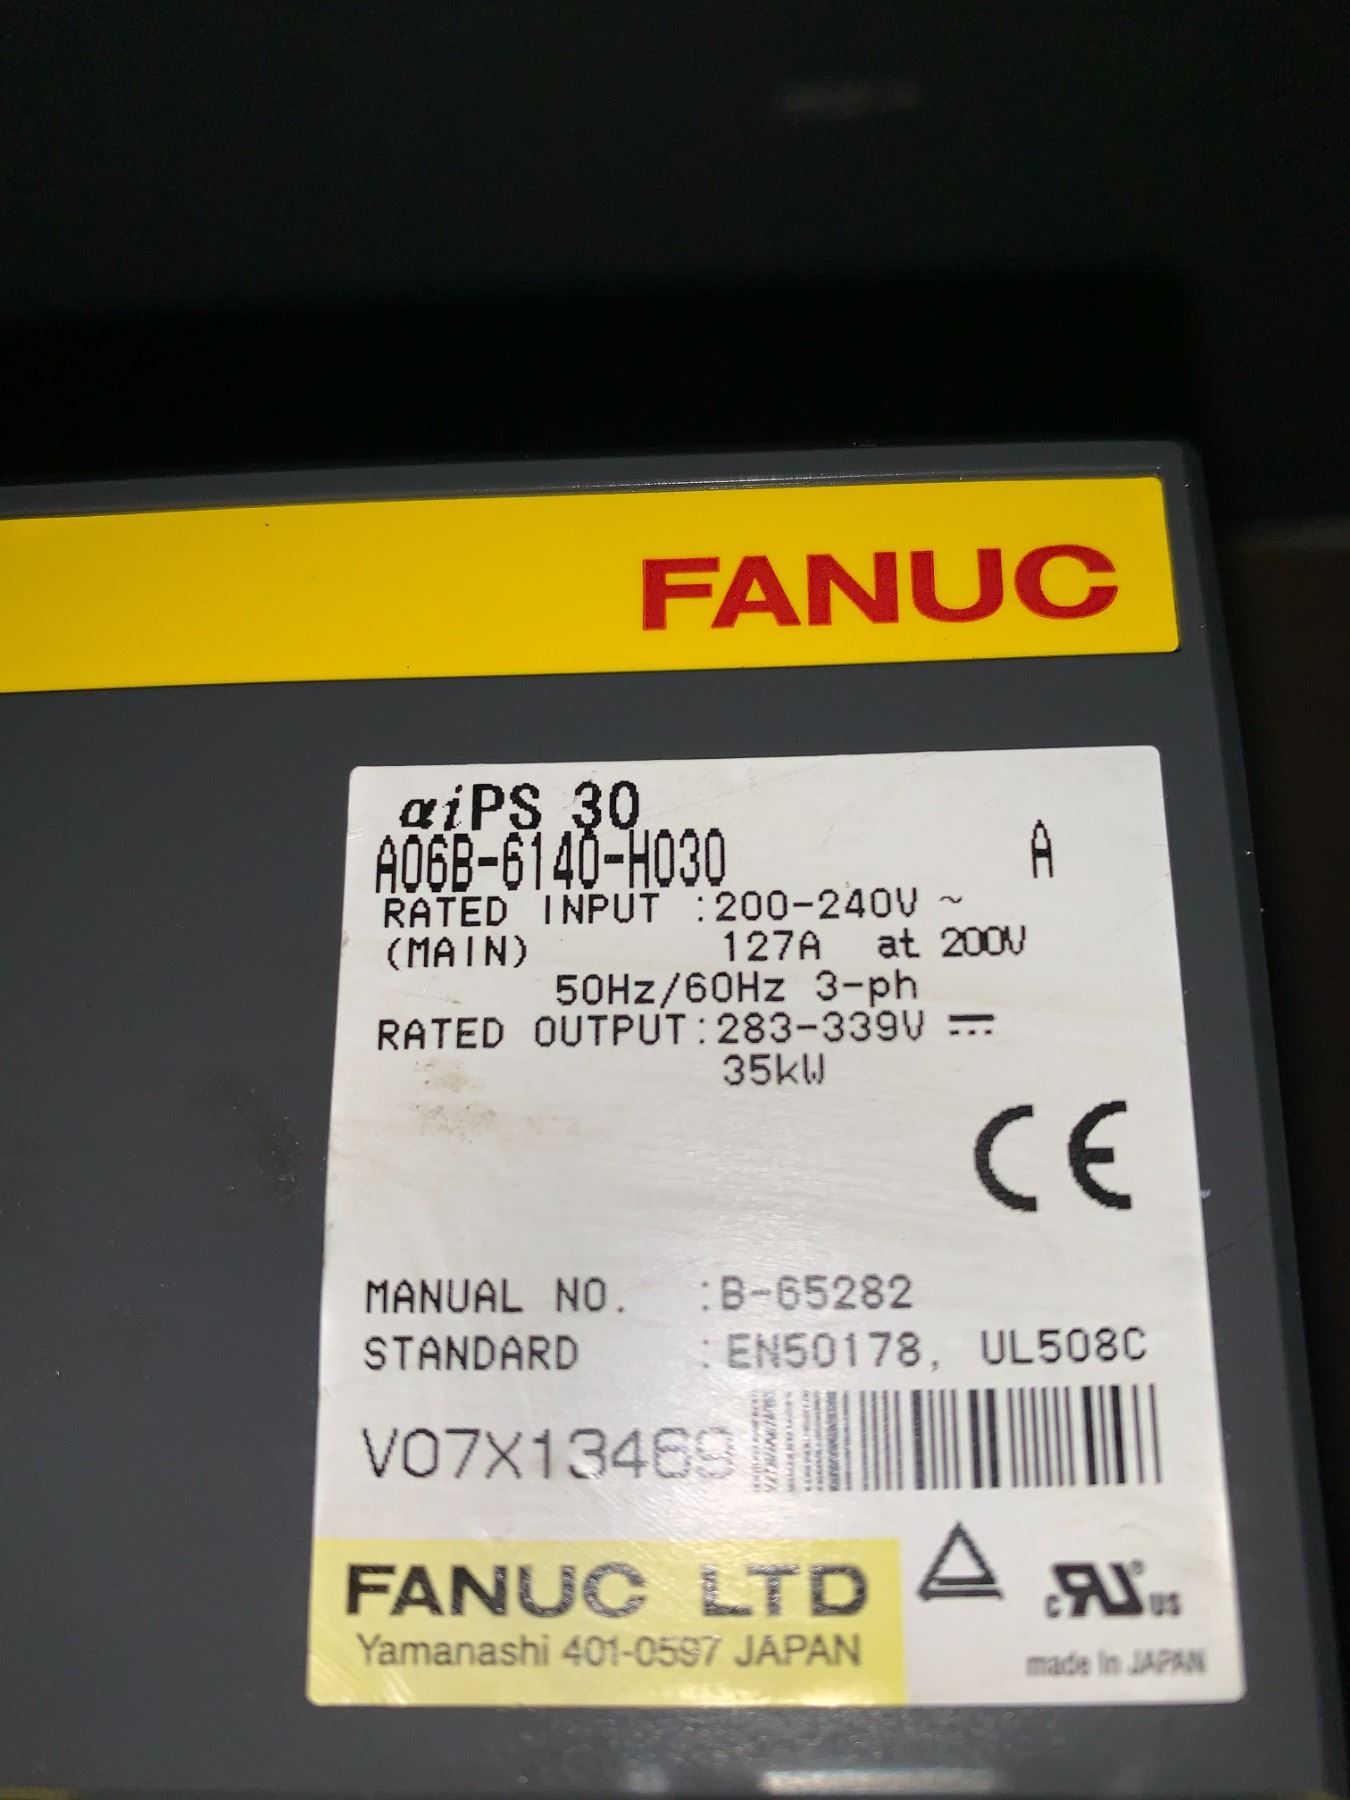 FANUC
αiPS 30
A06B-6140-H030 A
RATED INPUT :200-240V ~
(MAIN) 127A at 200V
50Hz/60Hz 3-ph
RATED OUTPUT:283-339V ⎓
35kW
CE
MANUAL NO. :B-65282
STANDARD :EN50178, UL508C
V07X13469
FANUC LTD
Yamanashi 401-0597 JAPAN
c RU US
made in JAPAN